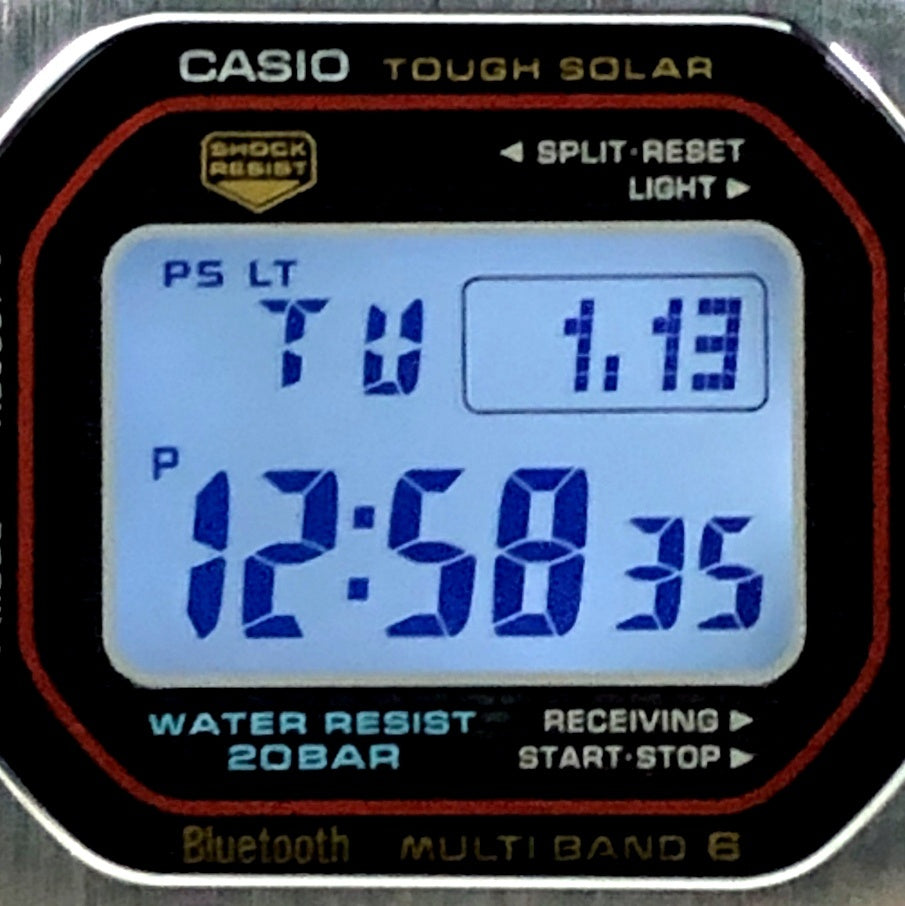 CASIO TOUGH SOLAR
SHOCK
RESIST
◄ SPLIT·RESET
LIGHT ►
PS LT
TU 1.13
P
12:58 35
WATER RESIST
20BAR
RECEIVING ►
START·STOP ►
Bluetooth MULTI BAND 6